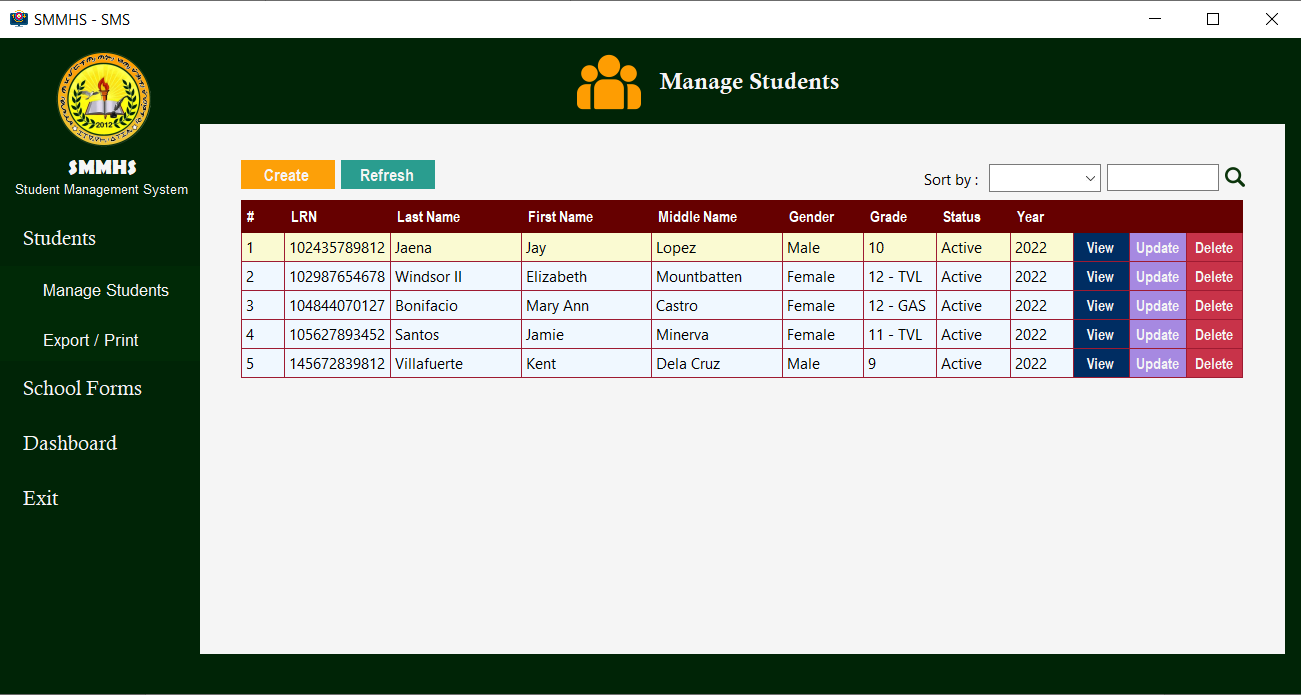 SMMHS - SMS
Manage Students
2012
SMMHS
Student Management System
Students
Manage Students
Export / Print
School Forms
Dashboard
Exit
Create Refresh Sort by :
# LRN Last Name First Name Middle Name Gender Grade Status Year
1 102435789812 Jaena Jay Lopez Male 10 Active 2022 View Update Delete
2 102987654678 Windsor II Elizabeth Mountbatten Female 12 - TVL Active 2022 View Update Delete
3 104844070127 Bonifacio Mary Ann Castro Female 12 - GAS Active 2022 View Update Delete
4 105627893452 Santos Jamie Minerva Female 11 - TVL Active 2022 View Update Delete
5 145672839812 Villafuerte Kent Dela Cruz Male 9 Active 2022 View Update Delete